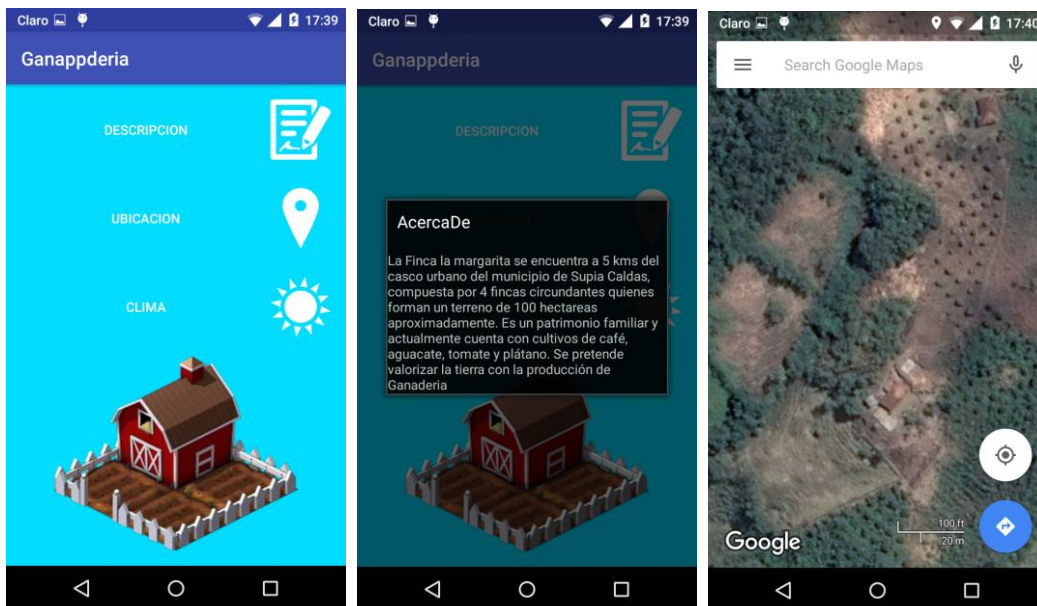 Claro 17:39
Ganappderia
DESCRIPCION
UBICACION
CLIMA
Claro 17:39
Ganappderia
DESCRIPCION
AcercaDe
La Finca la margarita se encuentra a 5 kms del
casco urbano del municipio de Supia Caldas,
compuesta por 4 fincas circundantes quienes
forman un terreno de 100 hectareas
aproximadamente. Es un patrimonio familiar y
actualmente cuenta con cultivos de café,
aguacate, tomate y plátano. Se pretende
valorizar la tierra con la producción de
Ganaderia
Claro 17:40
Search Google Maps
100 ft
20 m
Google